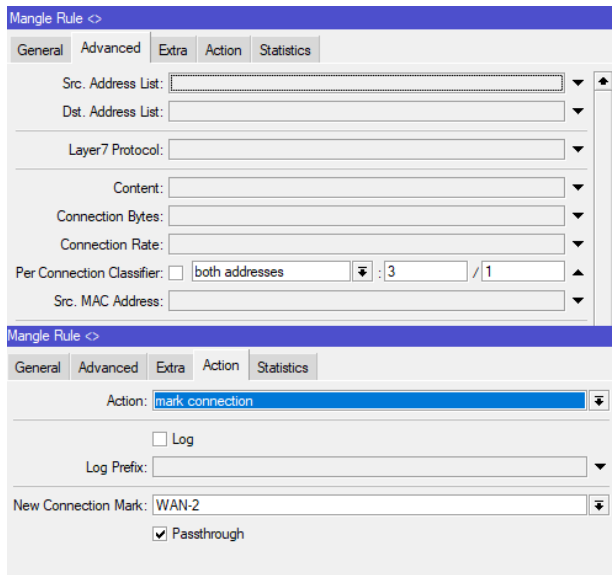 Mangle Rule <>
General Advanced Extra Action Statistics
Src. Address List:
Dst. Address List:
Layer7 Protocol:
Content:
Connection Bytes:
Connection Rate:
Per Connection Classifier: both addresses : 3 / 1
Src. MAC Address:
Mangle Rule <>
General Advanced Extra Action Statistics
Action: mark connection
Log
Log Prefix:
New Connection Mark: WAN-2
Passthrough